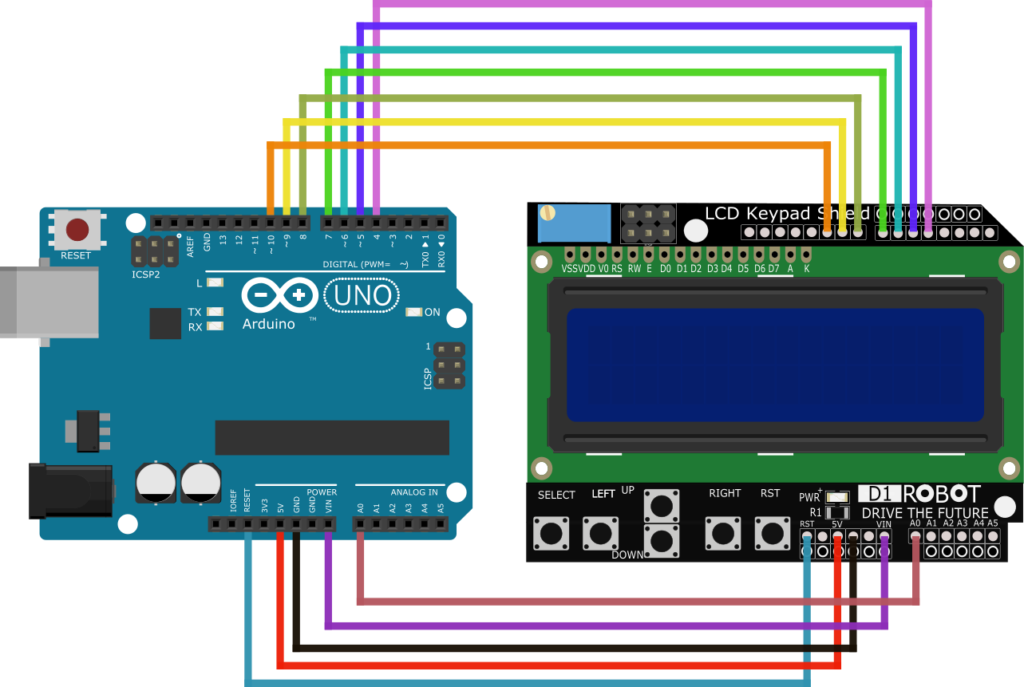 LCD Keypad Shield
RESET
ICSP2
AREF
GND
13
12
~11
~10
~9
8
7
~6
~5
4
~3
2
TX0 ▶ 1
RX0 ◀ 0
DIGITAL (PWM= ~)
L
TX
RX
UNO
Arduino
™
ON
1
ICSP
VSS VDD V0 RS RW E D0 D1 D2 D3 D4 D5 D6 D7 A K
POWER
ANALOG IN
IOREF
RESET
3V3
5V
GND
GND
VIN
A0
A1
A2
A3
A4
A5
SELECT
LEFT
UP
DOWN
RIGHT
RST
PWR
+
R1
D1 ROBOT
DRIVE THE FUTURE
RST
5V
VIN
A0 A1 A2 A3 A4 A5